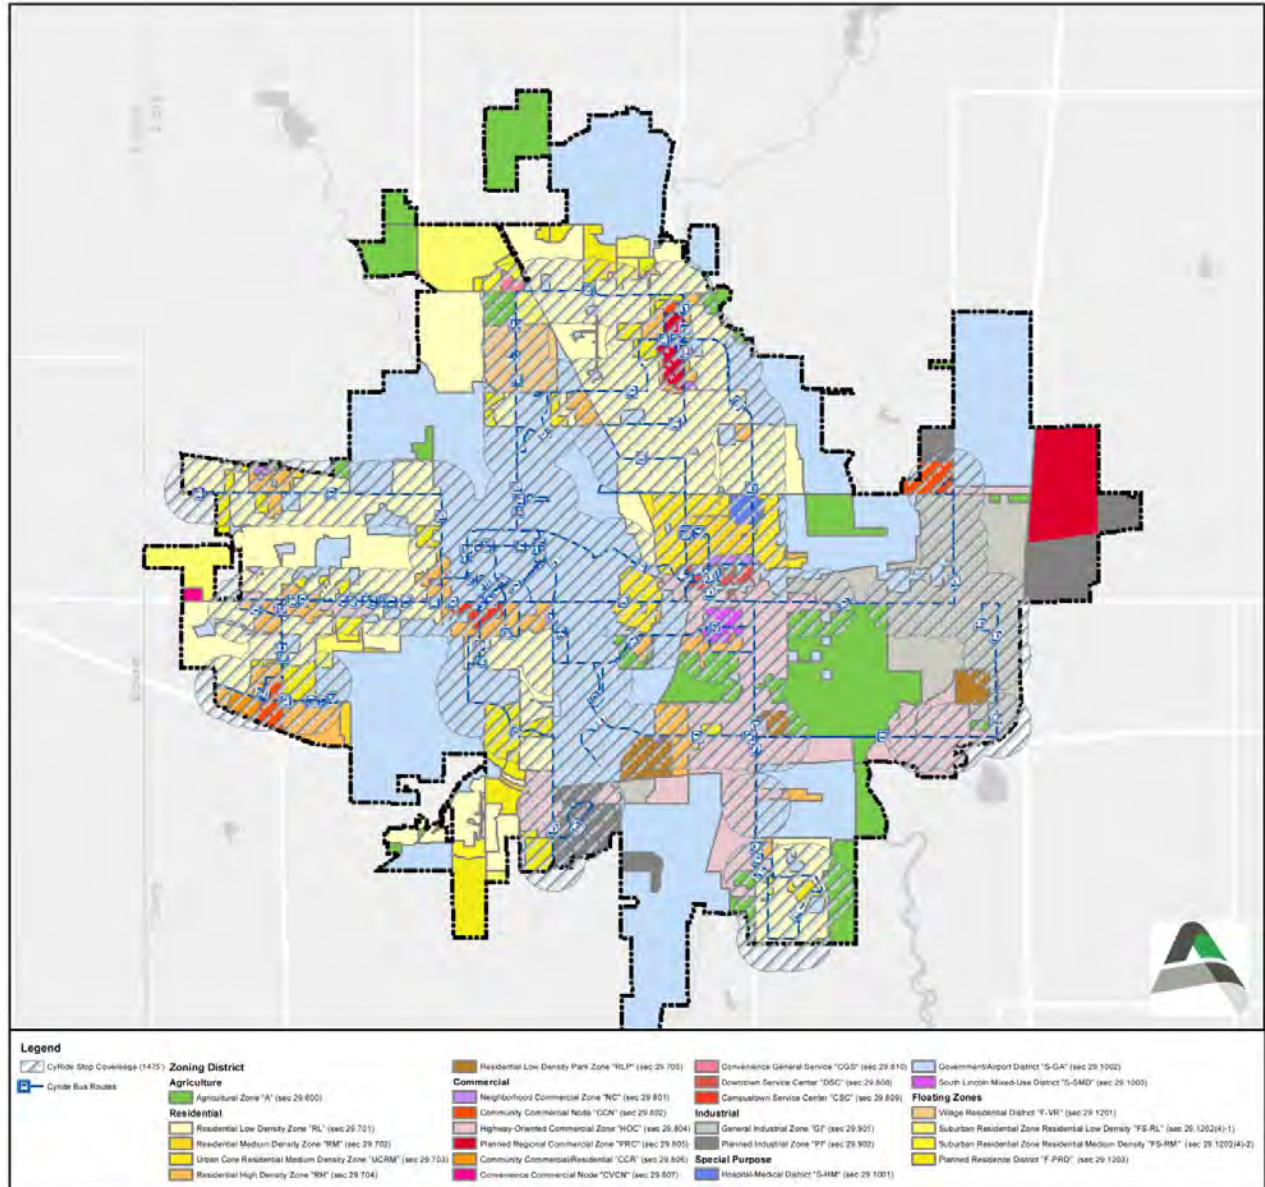 Legend
CyRide Stop Covereage (1475')
Cyride Bus Routes
Zoning District
Agriculture
Agricultural Zone "A" (sec 29.600)
Residential
Residential Low Density Zone "RL" (sec 29.701)
Residential Medium Density Zone "RM" (sec 29.702)
Urban Core Residential Medium Density Zone "UCRM" (sec 29.703)
Residential High Density Zone "RH" (sec 29.704)
Residential Low Density Park Zone "RLP" (sec 29.705)
Commercial
Neighborhood Commercial Zone "NC" (sec 29.801)
Community Commercial Node "CCN" (sec 29.802)
Highway-Oriented Commercial Zone "HOC" (sec 29.804)
Planned Regional Commercial Zone "PRC" (sec 29.805)
Community Commercial/Residential "CCR" (sec 29.806)
Convenience Commercial Node "CVCN" (sec 29.807)
Convenience General Service "CGS" (sec 29.810)
Downtown Service Center "DSC" (sec 29.808)
Campustown Service Center "CSC" (sec 29.809)
Industrial
General Industrial Zone "GI" (sec 29.901)
Planned Industrial Zone "PI" (sec 29.902)
Special Purpose
Hospital-Medical District "S-HM" (sec 29.1001)
Government/Airport District "S-GA" (sec 29.1002)
South Lincoln Mixed-Use District "S-SMD" (sec 29.1003)
Floating Zones
Village Residential District "F-VR" (sec 29.1201)
Suburban Residential Zone Residential Low Density "FS-RL" (sec 29.1202(4)-1)
Suburban Residential Zone Residential Medium Density "FS-RM" (sec 29.1202(4)-2)
Planned Residence District "F-PRD" (sec 29.1203)